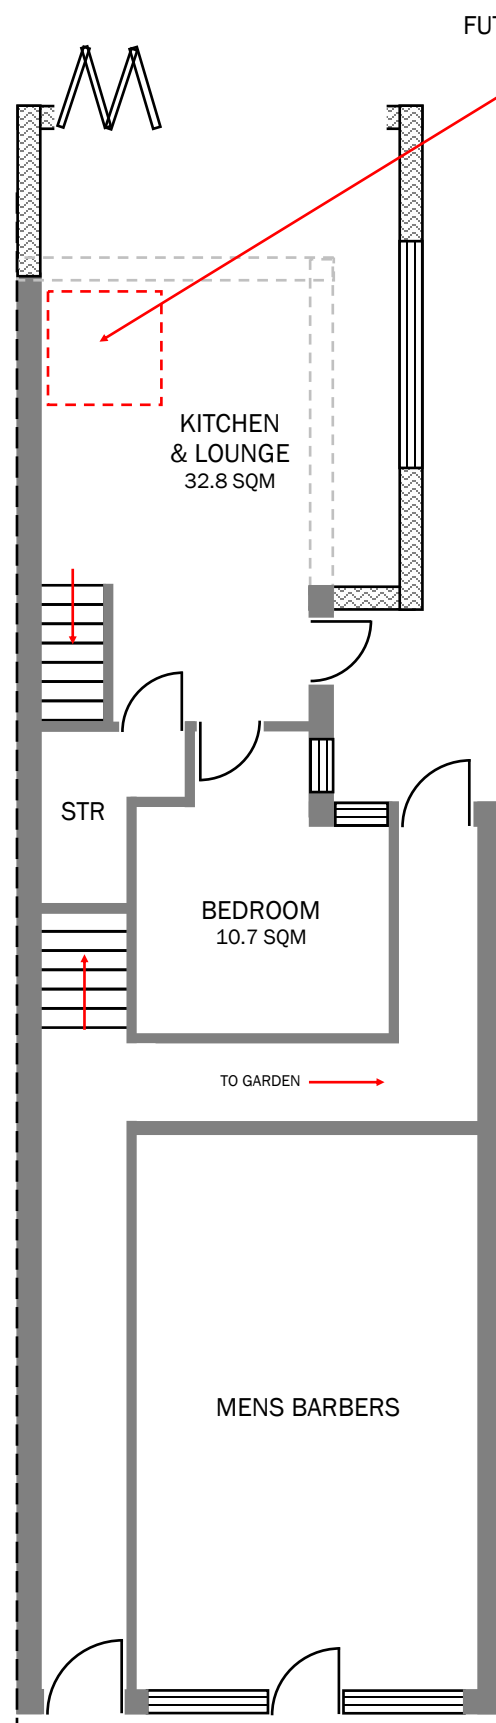 FUT
KITCHEN
& LOUNGE
32.8 SQM
STR
BEDROOM
10.7 SQM
TO GARDEN
MENS BARBERS